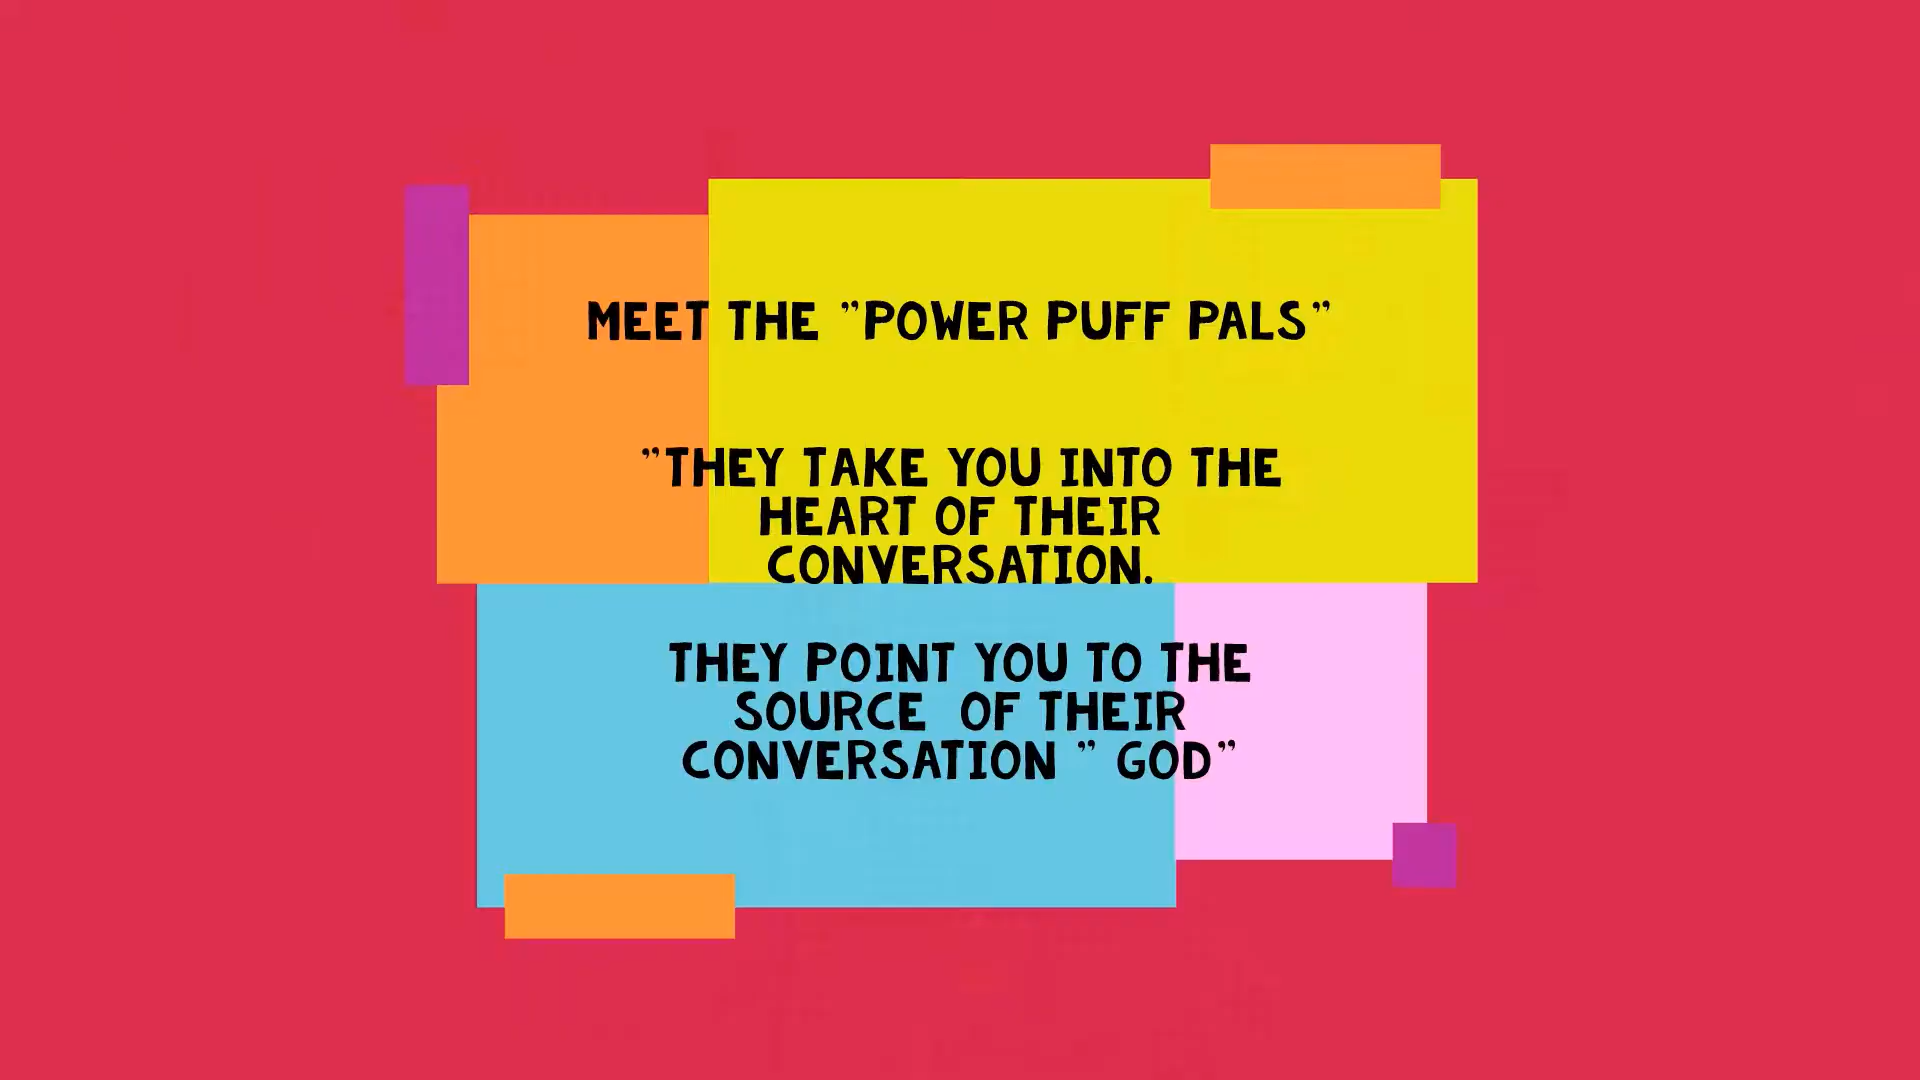 MEET THE ”POWER PUFF PALS”
”THEY TAKE YOU INTO THE
HEART OF THEIR
CONVERSATION.
THEY POINT YOU TO THE
SOURCE  OF THEIR
CONVERSATION ” GOD”